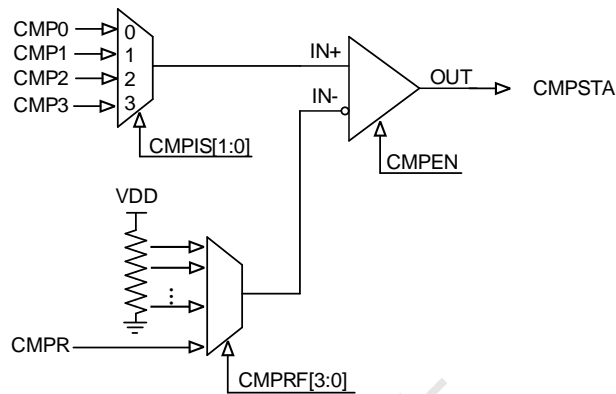 CMP0
0
CMP1
1
IN+
CMP2
2
OUT
CMPSTA
CMP3
3
IN-
CMPIS[1:0]
CMPEN
VDD
CMPR
CMPRF[3:0]